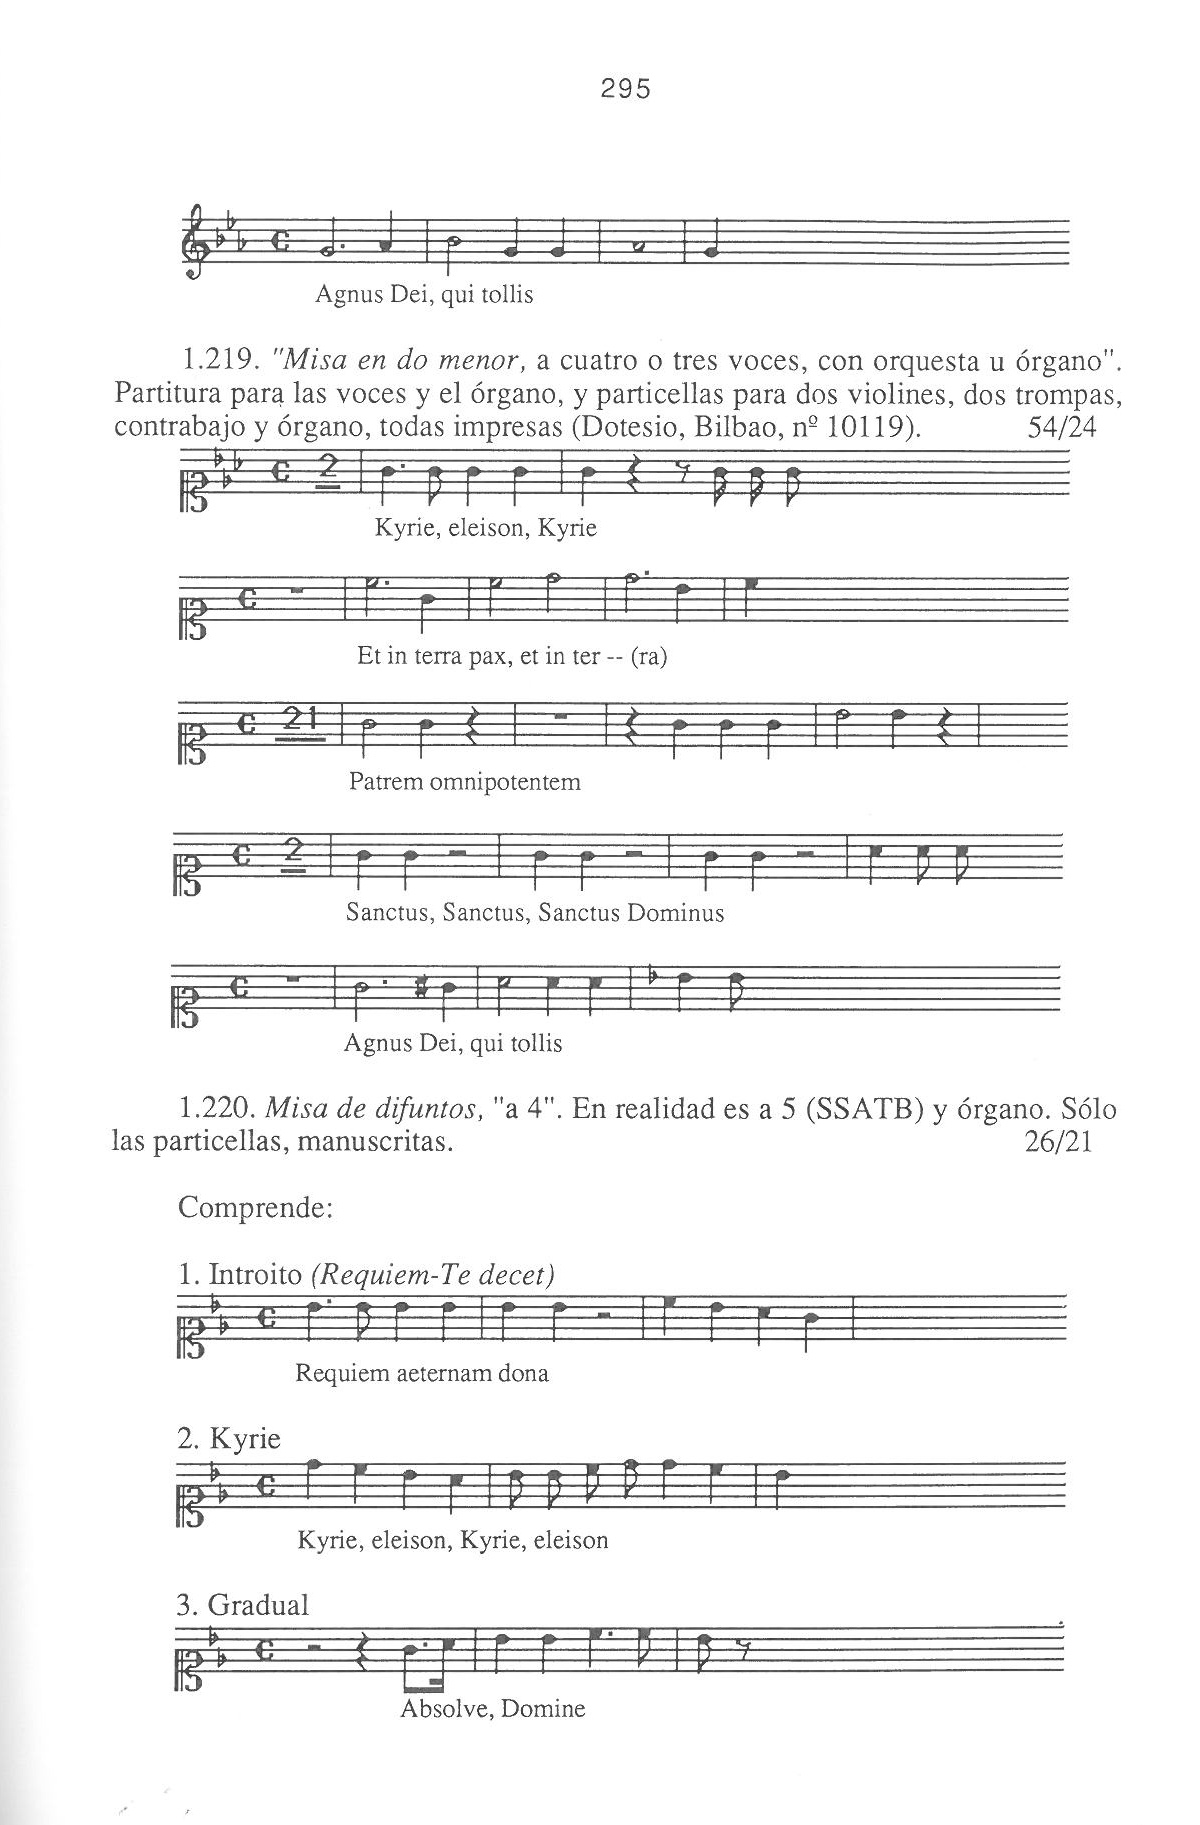 295
Agnus Dei, qui tollis
1.219. "Misa en do menor, a cuatro o tres voces, con orquesta u órgano".
Partitura para las voces y el órgano, y particellas para dos violines, dos trompas,
contrabajo y órgano, todas impresas (Dotesio, Bilbao, nº 10119). 54/24
2
Kyrie, eleison, Kyrie
Et in terra pax, et in ter -- (ra)
21
Patrem omnipotentem
2
Sanctus, Sanctus, Sanctus Dominus
Agnus Dei, qui tollis
1.220. Misa de difuntos, "a 4". En realidad es a 5 (SSATB) y órgano. Sólo
las particellas, manuscritas. 26/21
Comprende:
1. Introito (Requiem-Te decet)
Requiem aeternam dona
2. Kyrie
Kyrie, eleison, Kyrie, eleison
3. Gradual
Absolve, Domine